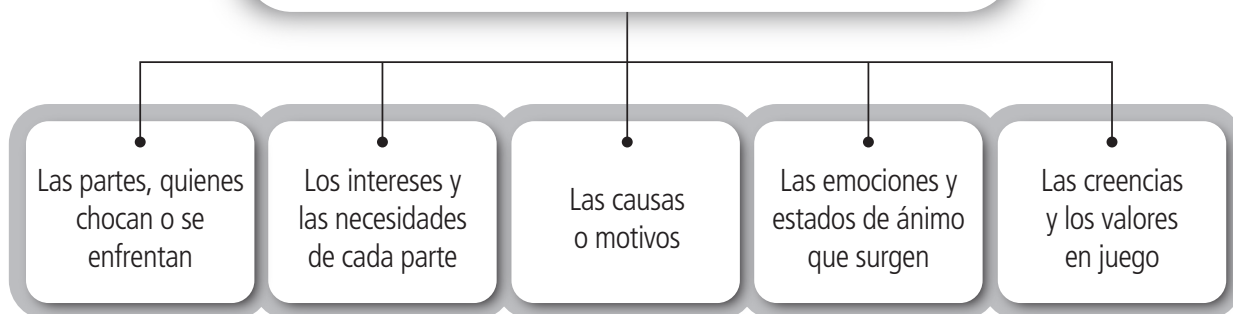 Las partes, quienes
chocan o se
enfrentan
Los intereses y
las necesidades
de cada parte
Las causas
o motivos
Las emociones y
estados de ánimo
que surgen
Las creencias
y los valores
en juego